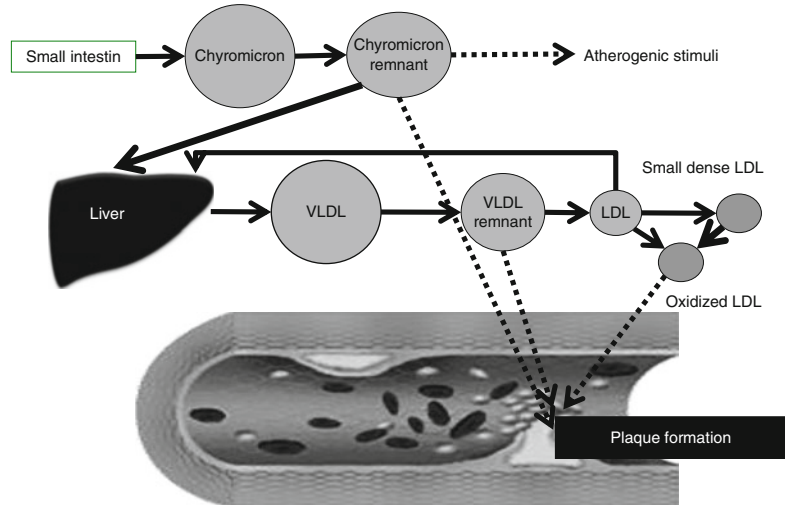 Small intestin
Chyromicron
Chyromicron
remnant
Atherogenic stimuli
Liver
VLDL
VLDL
remnant
LDL
Small dense LDL
Oxidized LDL
Plaque formation